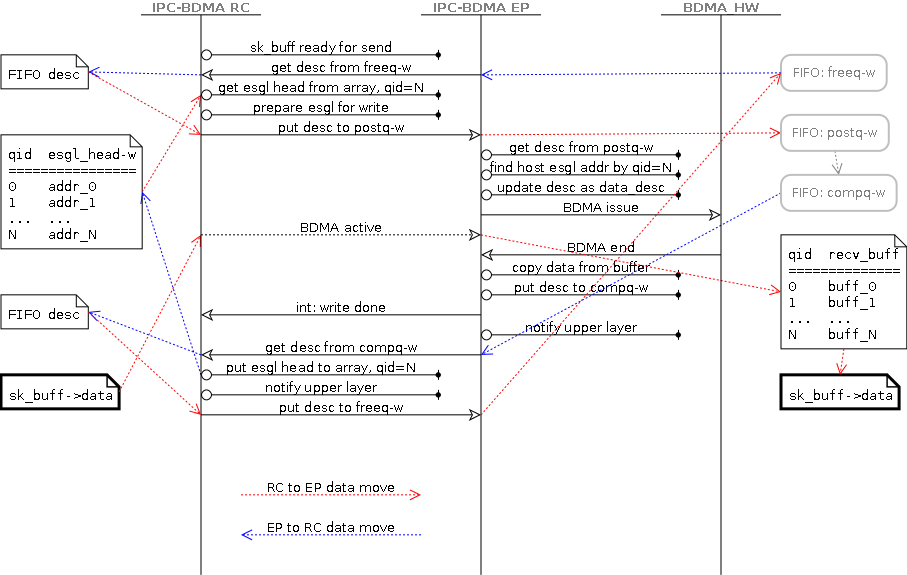 IPC-BDMA RC IPC-BDMA EP BDMA_HW
sk_buff ready for send
get desc from freeq-w
FIFO desc
FIFO: freeq-w
get esgl head from array, qid=N
prepare esgl for write
put desc to postq-w
FIFO: postq-w
get desc from postq-w
qid esgl_head-w
================
0 addr_0
1 addr_1
... ...
N addr_N
find host esgl addr by qid=N
update desc as data_desc
FIFO: compq-w
BDMA issue
BDMA active
BDMA end
qid recv_buff
==============
0 buff_0
1 buff_1
... ...
N buff_N
copy data from buffer
put desc to compq-w
int: write done
FIFO desc
notify upper layer
get desc from compq-w
put esgl head to array, qid=N
notify upper layer
sk_buff->data
sk_buff->data
put desc to freeq-w
RC to EP data move
EP to RC data move